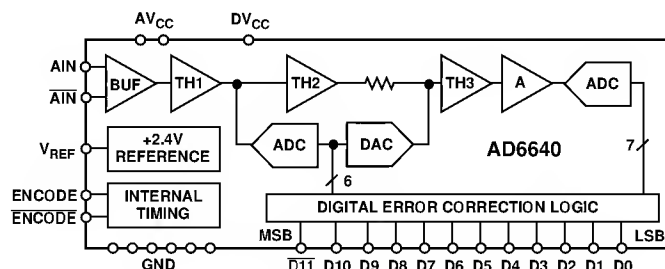 AVCC DVCC
AIN
AIN
BUF TH1 TH2 TH3 A ADC
ADC DAC
AD6640
VREF
+2.4V
REFERENCE
7
6
ENCODE
ENCODE
INTERNAL
TIMING
DIGITAL ERROR CORRECTION LOGIC
MSB LSB
GND D11 D10 D9 D8 D7 D6 D5 D4 D3 D2 D1 D0